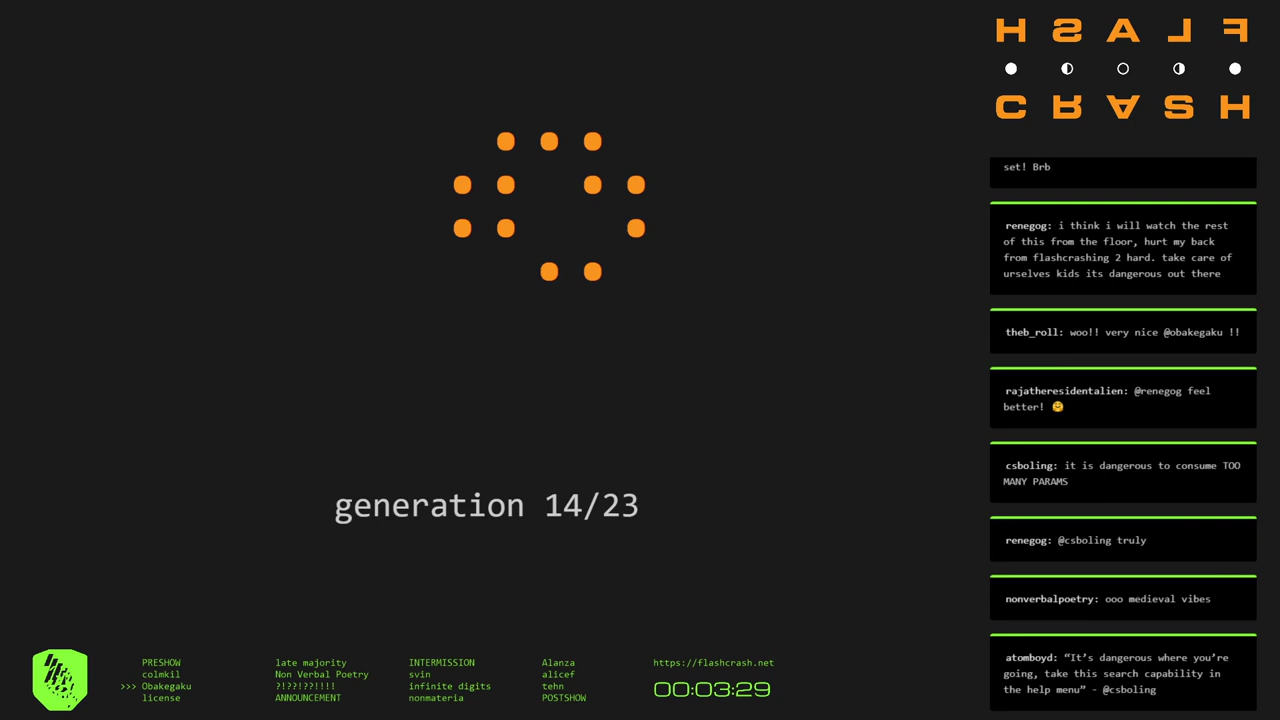 FLASH
CRASH
set! Brb
renegog: i think i will watch the rest
of this from the floor, hurt my back
from flashcrashing 2 hard. take care of
urselves kids its dangerous out there
theb_roll: woo!! very nice @obakegaku !!
rajatheresidentalien: @renegog feel
better! 🤗
csboling: it is dangerous to consume TOO
MANY PARAMS
renegog: @csboling truly
nonverbalpoetry: ooo medieval vibes
atomboyd: “It’s dangerous where you’re
going, take this search capability in
the help menu” - @csboling
generation 14/23
PRESHOW
colmkil
>>> Obakegaku
license
late majority
Non Verbal Poetry
?!??!??!!!!
ANNOUNCEMENT
INTERMISSION
svin
infinite digits
nonmateria
Alanza
alicef
tehn
POSTSHOW
https://flashcrash.net
00:03:29